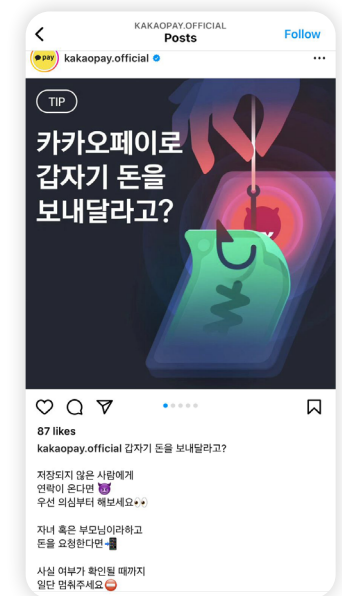 KAKAOPAY.OFFICIAL
Posts
Follow
pay
kakaopay.official
TIP
카카오페이로
갑자기 돈을
보내달라고?
87 likes
kakaopay.official 갑자기 돈을 보내달라고?
저장되지 않은 사람에게
연락이 온다면 😈
우선 의심부터 해보세요👀
자녀 혹은 부모님이라하고
돈을 요청한다면📲
사실 여부가 확인될 때까지
일단 멈춰주세요⛔